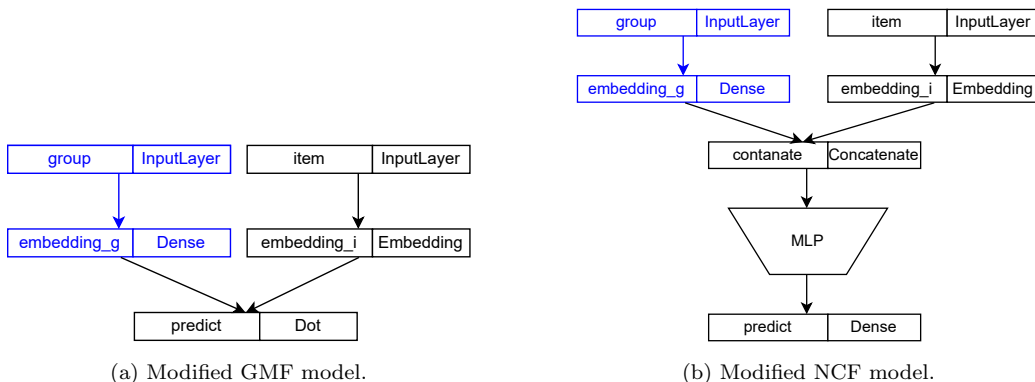 group InputLayer
item InputLayer
embedding_g Dense
embedding_i Embedding
predict Dot
(a) Modified GMF model.
group InputLayer
item InputLayer
embedding_g Dense
embedding_i Embedding
contanate Concatenate
MLP
predict Dense
(b) Modified NCF model.